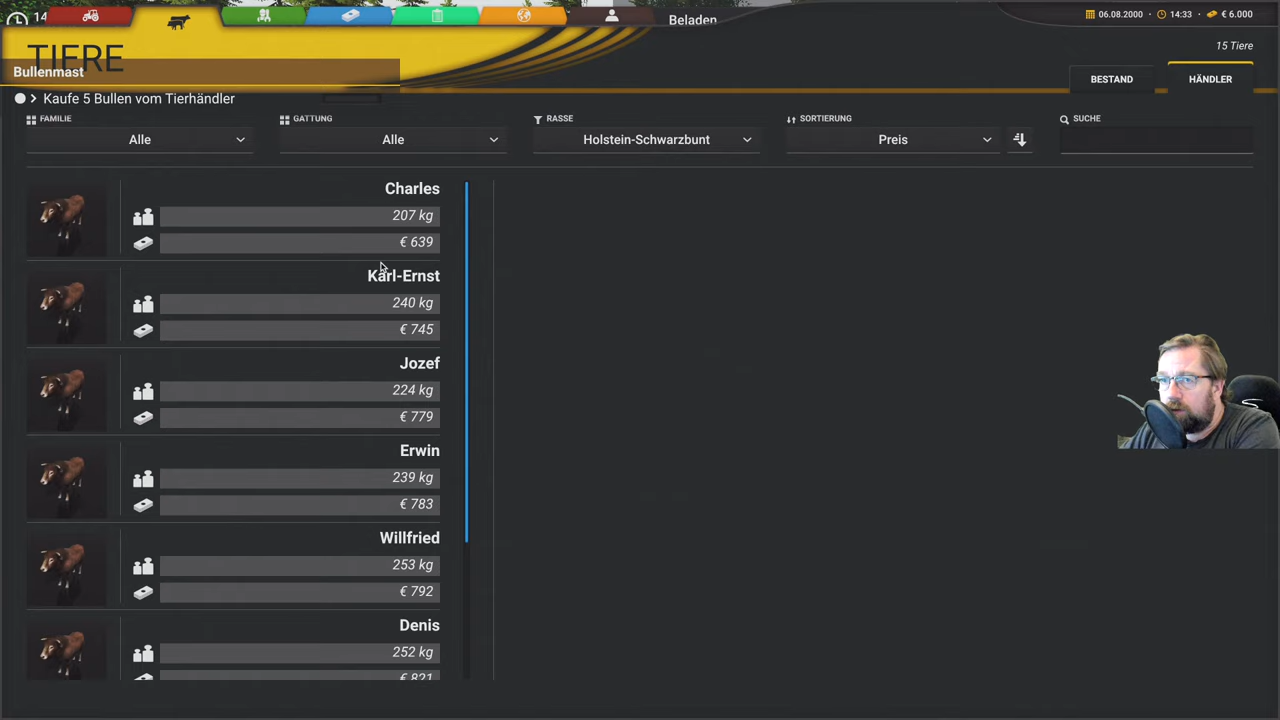 14
Beladen
06.08.2000
14:33
€ 6.000
TIERE
15 Tiere
Bullenmast
BESTAND
HÄNDLER
Kaufe 5 Bullen vom Tierhändler
FAMILIE
GATTUNG
RASSE
SORTIERUNG
SUCHE
Alle
Alle
Holstein-Schwarzbunt
Preis
Charles
207 kg
€ 639
Karl-Ernst
240 kg
€ 745
Jozef
224 kg
€ 779
Erwin
239 kg
€ 783
Willfried
253 kg
€ 792
Denis
252 kg
€ 821